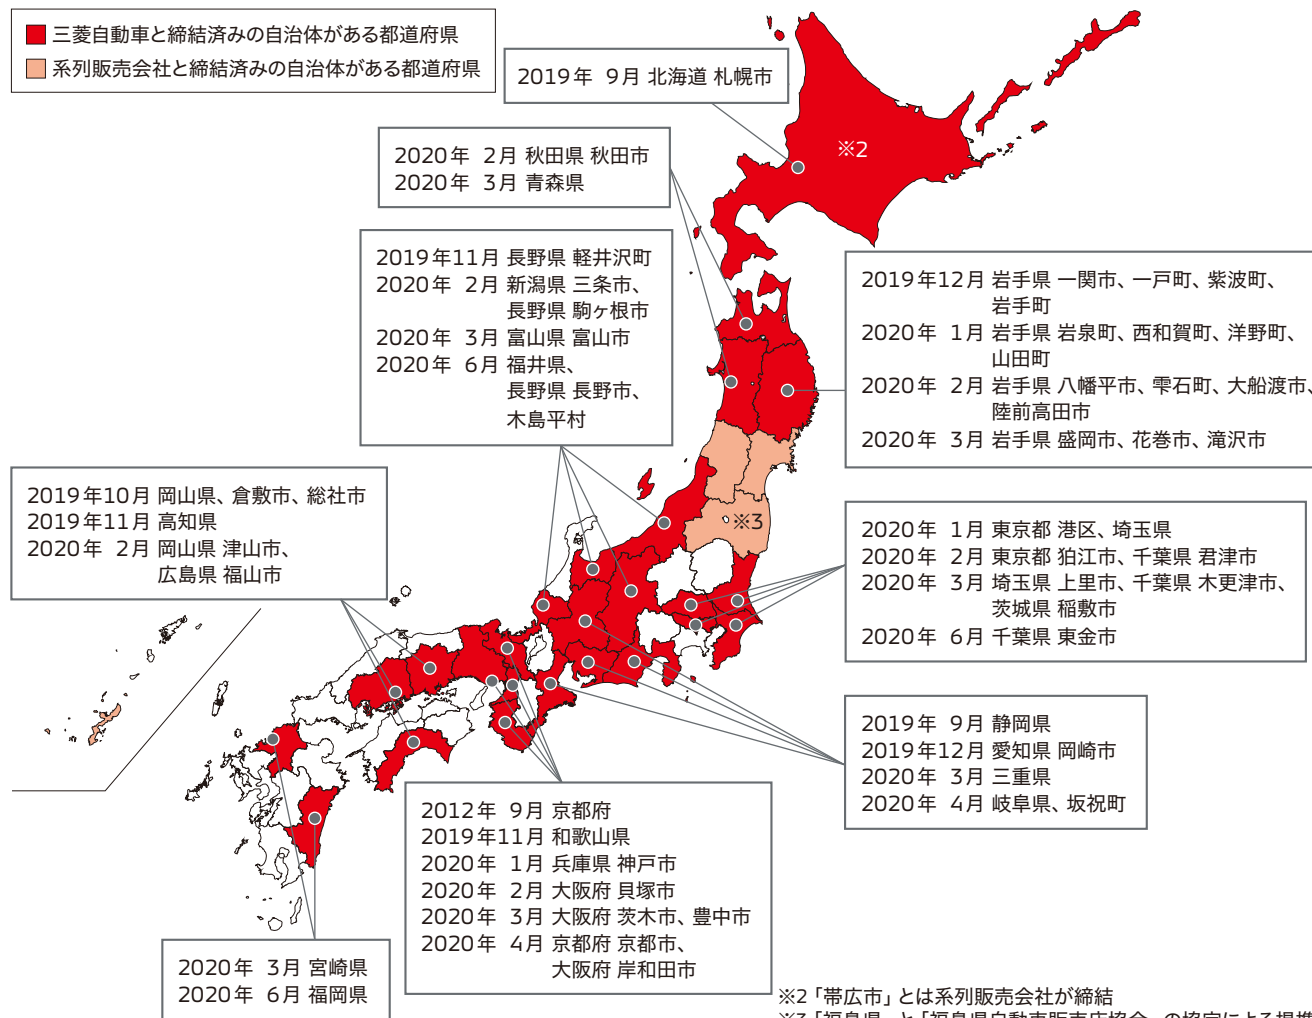 三菱自動車と締結済みの自治体がある都道府県
系列販売会社と締結済みの自治体がある都道府県
2019年 9月 北海道 札幌市
※2
2020年 2月 秋田県 秋田市
2020年 3月 青森県
2019年11月 長野県 軽井沢町
2020年 2月 新潟県 三条市、
長野県 駒ヶ根市
2020年 3月 富山県 富山市
2020年 6月 福井県、
長野県 長野市、
木島平村
2019年12月 岩手県 一関市、一戸町、紫波町、
岩手町
2020年 1月 岩手県 岩泉町、西和賀町、洋野町、
山田町
2020年 2月 岩手県 八幡平市、雫石町、大船渡市、
陸前高田市
2020年 3月 岩手県 盛岡市、花巻市、滝沢市
※3
2019年10月 岡山県、倉敷市、総社市
2019年11月 高知県
2020年 2月 岡山県 津山市、
広島県 福山市
2020年 1月 東京都 港区、埼玉県
2020年 2月 東京都 狛江市、千葉県 君津市
2020年 3月 埼玉県 上里市、千葉県 木更津市、
茨城県 稲敷市
2020年 6月 千葉県 東金市
2019年 9月 静岡県
2019年12月 愛知県 岡崎市
2020年 3月 三重県
2020年 4月 岐阜県、坂祝町
2012年 9月 京都府
2019年11月 和歌山県
2020年 1月 兵庫県 神戸市
2020年 2月 大阪府 貝塚市
2020年 3月 大阪府 茨木市、豊中市
2020年 4月 京都府 京都市、
大阪府 岸和田市
2020年 3月 宮崎県
2020年 6月 福岡県
※2「帯広市」とは系列販売会社が締結
※3「福島県」と「福島県自動車販売店協会」の協定による提携